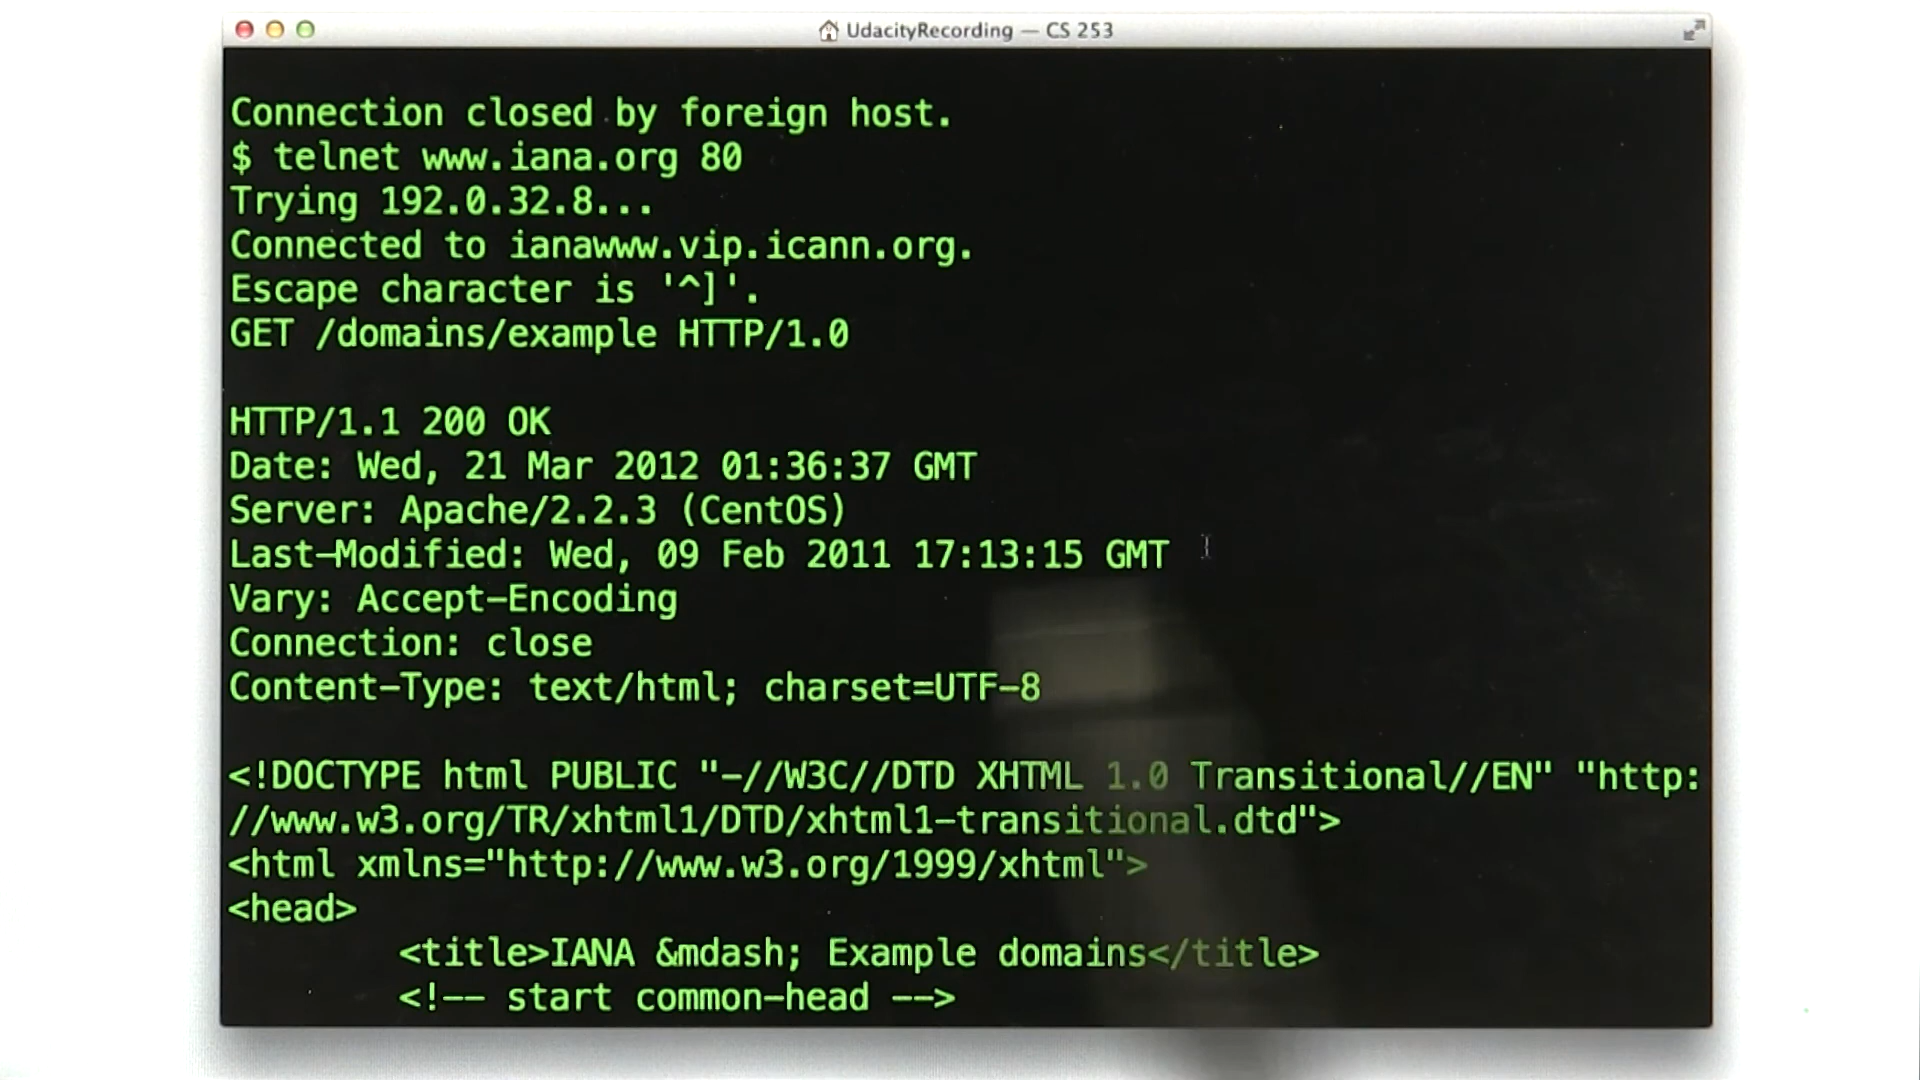 UdacityRecording — CS 253
Connection closed by foreign host.
$ telnet www.iana.org 80
Trying 192.0.32.8...
Connected to ianawww.vip.icann.org.
Escape character is '^]'.
GET /domains/example HTTP/1.0
HTTP/1.1 200 OK
Date: Wed, 21 Mar 2012 01:36:37 GMT
Server: Apache/2.2.3 (CentOS)
Last-Modified: Wed, 09 Feb 2011 17:13:15 GMT
Vary: Accept-Encoding
Connection: close
Content-Type: text/html; charset=UTF-8
<!DOCTYPE html PUBLIC "-//W3C//DTD XHTML 1.0 Transitional//EN" "http:
//www.w3.org/TR/xhtml1/DTD/xhtml1-transitional.dtd">
<html xmlns="http://www.w3.org/1999/xhtml">
<head>
<title>IANA &mdash; Example domains</title>
<!-- start common-head -->